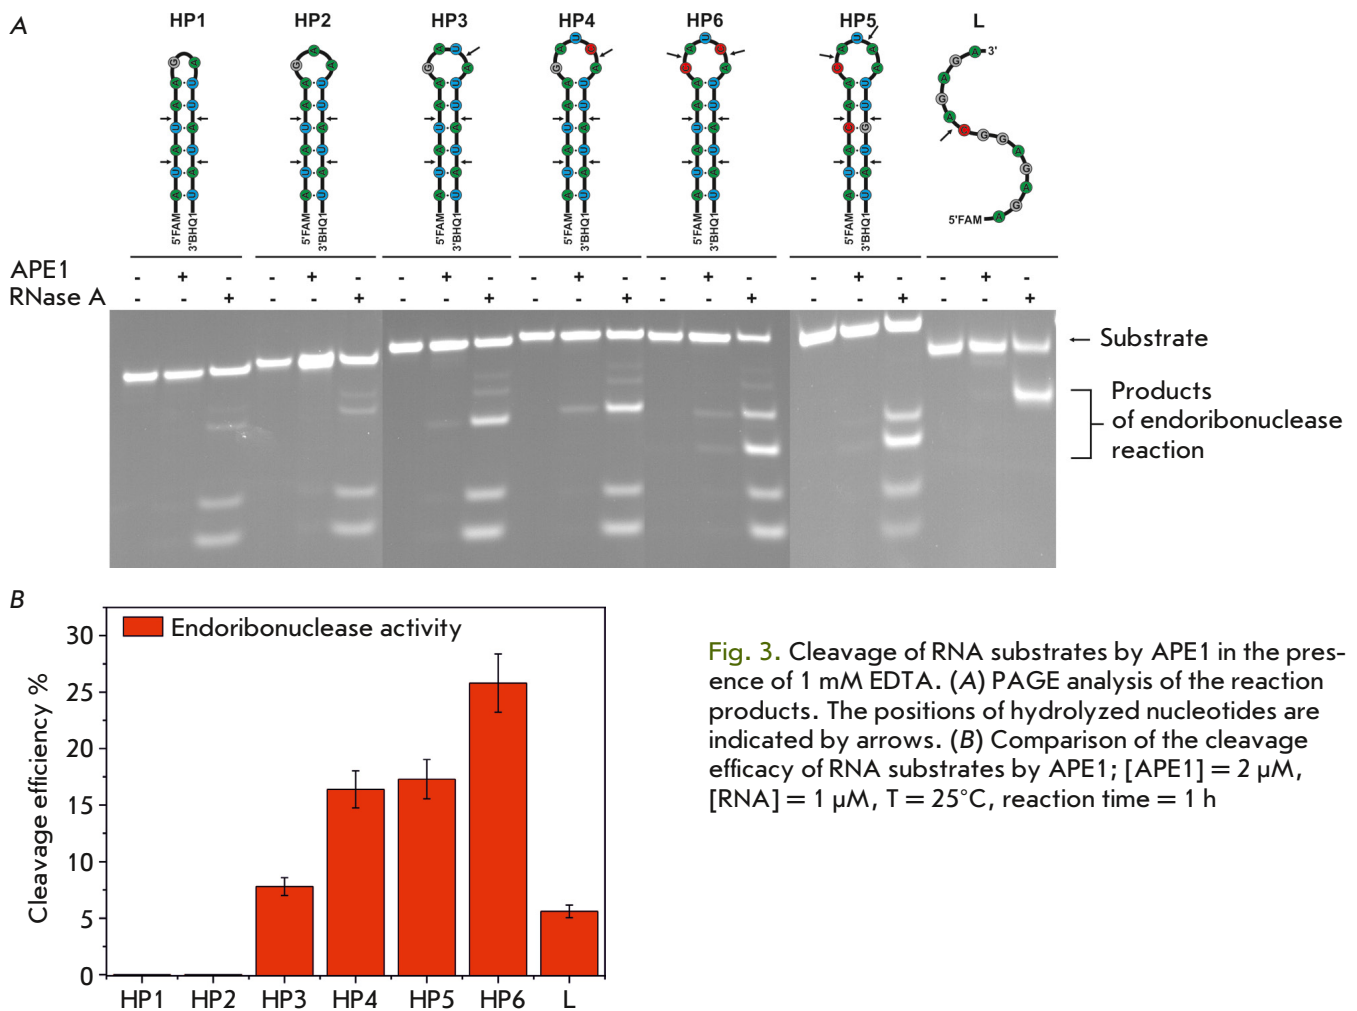 A
HP1 HP2 HP3 HP4 HP6 HP5 L
3'
5'FAM
5'FAM 3'BHQ1 5'FAM 3'BHQ1 5'FAM 3'BHQ1 5'FAM 3'BHQ1 5'FAM 3'BHQ1 5'FAM 3'BHQ1
APE1 - + - - + - - + - - + - - + - - + - - + -
RNase A - - + - - + - - + - - + - - + - - + - - +
← Substrate
Products
of endoribonuclease
reaction
B
Endoribonuclease activity
Cleavage efficiency %
30
25
20
15
10
5
0
HP1 HP2 HP3 HP4 HP5 HP6 L
Fig. 3. Cleavage of RNA substrates by APE1 in the pres-
ence of 1 mM EDTA. (A) PAGE analysis of the reaction
products. The positions of hydrolyzed nucleotides are
indicated by arrows. (B) Comparison of the cleavage
efficacy of RNA substrates by APE1; [APE1] = 2 µM,
[RNA] = 1 µM, T = 25°C, reaction time = 1 h